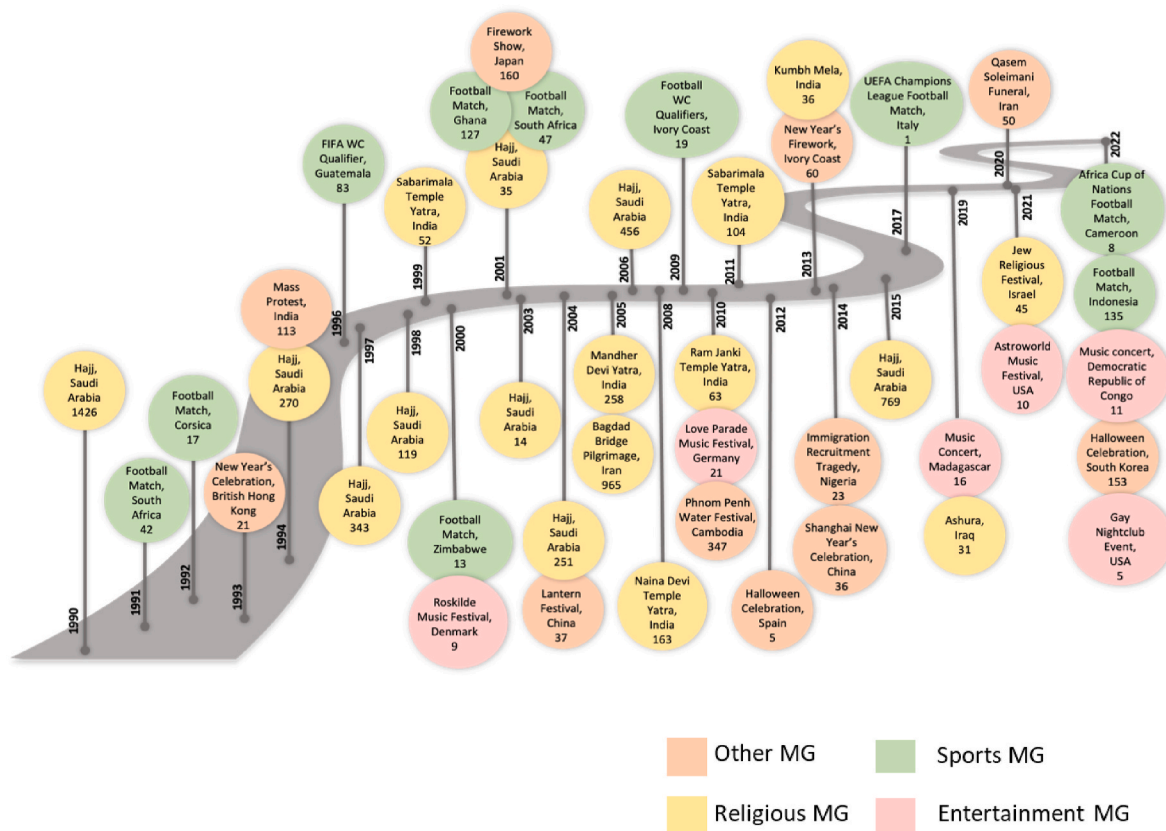 Hajj,
Saudi
Arabia
1426
1990
Football
Match,
South
Africa
42
1991
Football
Match,
Corsica
17
1992
New Year's
Celebration,
British Hong
Kong
21
1993
Mass
Protest,
India
113
Hajj,
Saudi
Arabia
270
1994
FIFA WC
Qualifier,
Guatemala
83
1996
1997
Hajj,
Saudi
Arabia
343
1998
Hajj,
Saudi
Arabia
119
Sabarimala
Temple
Yatra,
India
52
1999
2000
Football
Match,
Zimbabwe
13
Roskilde
Music Festival,
Denmark
9
Firework
Show,
Japan
160
Football
Match,
Ghana
127
Football
Match,
South Africa
47
Hajj,
Saudi
Arabia
35
2001
2003
Hajj,
Saudi
Arabia
14
2004
Hajj,
Saudi
Arabia
251
Lantern
Festival,
China
37
2005
Mandher
Devi Yatra,
India
258
Bagdad
Bridge
Pilgrimage,
Iran
965
Hajj,
Saudi
Arabia
456
2006
2008
Naina Devi
Temple
Yatra,
India
163
Football
WC
Qualifiers,
Ivory Coast
19
2009
2010
Ram Janki
Temple Yatra,
India
63
Love Parade
Music Festival,
Germany
21
Phnom Penh
Water Festival,
Cambodia
347
Sabarimala
Temple Yatra,
India
104
2011
2012
Halloween
Celebration,
Spain
5
Kumbh Mela,
India
36
New Year's
Firework,
Ivory Coast
60
2013
2014
Immigration
Recruitment
Tragedy,
Nigeria
23
Shanghai New
Year's
Celebration,
China
36
2015
Hajj,
Saudi
Arabia
769
UEFA Champions
League Football
Match,
Italy
1
2017
2019
Music
Concert,
Madagascar
16
Ashura,
Iraq
31
Qasem
Soleimani
Funeral,
Iran
50
2020
2021
Jew
Religious
Festival,
Israel
45
Astroworld
Music
Festival,
USA
10
2022
Africa Cup of
Nations
Football
Match,
Cameroon
8
Football
Match,
Indonesia
135
Music concert,
Democratic
Republic of
Congo
11
Halloween
Celebration,
South Korea
153
Gay
Nightclub
Event,
USA
5
Other MG
Sports MG
Religious MG
Entertainment MG